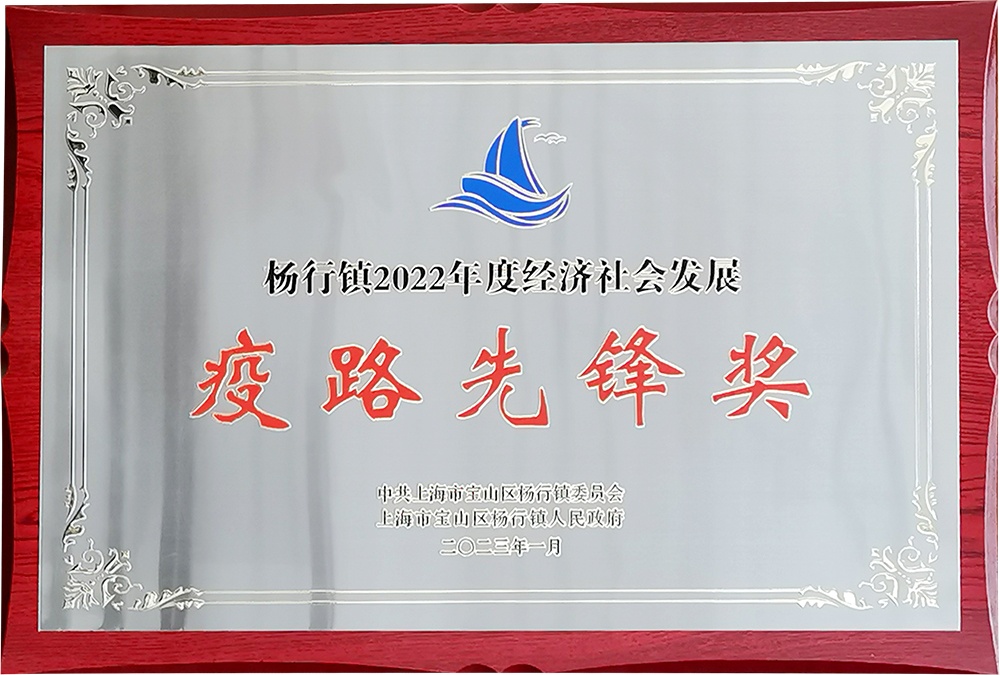 杨行镇2022年度经济社会发展
疫路先锋奖
中共上海市宝山区杨行镇委员会
上海市宝山区杨行镇人民政府
二〇二三年一月